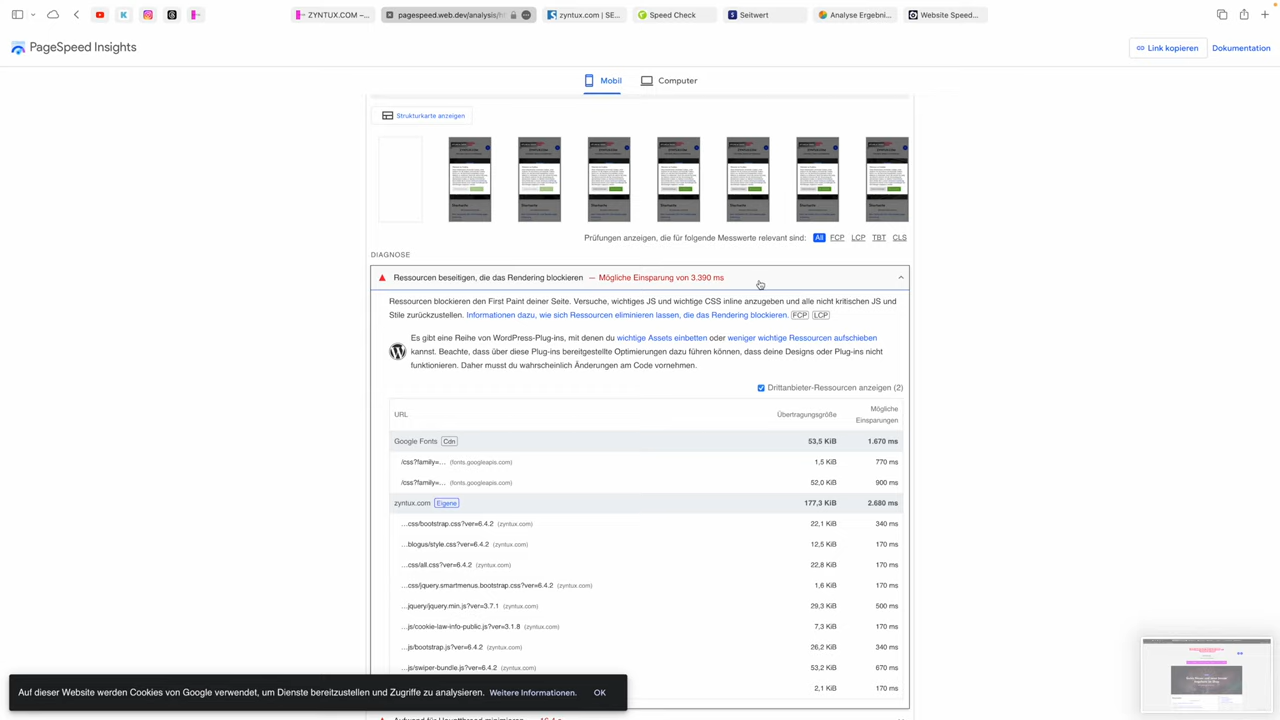 ZYNTUX.COM –...
pagespeed.web.dev/analysis/ht
zyntux.com | SE...
Speed Check
Seitwert
Analyse Ergebni...
Website Speed...
PageSpeed Insights
Link kopieren
Dokumentation
Mobil
Computer
Strukturkarte anzeigen
Prüfungen anzeigen, die für folgende Messwerte relevant sind: All FCP LCP TBT CLS
DIAGNOSE
Ressourcen beseitigen, die das Rendering blockieren — Mögliche Einsparung von 3.390 ms
Ressourcen blockieren den First Paint deiner Seite. Versuche, wichtiges JS und wichtige CSS inline anzugeben und alle nicht kritischen JS und
Stile zurückzustellen. Informationen dazu, wie sich Ressourcen eliminieren lassen, die das Rendering blockieren. FCP LCP
Es gibt eine Reihe von WordPress-Plug-ins, mit denen du wichtige Assets einbetten oder weniger wichtige Ressourcen aufschieben
kannst. Beachte, dass über diese Plug-ins bereitgestellte Optimierungen dazu führen können, dass deine Designs oder Plug-ins nicht
funktionieren. Daher musst du wahrscheinlich Änderungen am Code vornehmen.
Drittanbieter-Ressourcen anzeigen (2)
URL Übertragungsgröße Mögliche
Einsparungen
Google Fonts Cdn 53,5 KiB 1.670 ms
/css?family=... (fonts.googleapis.com) 1,5 KiB 770 ms
/css?family=... (fonts.googleapis.com) 52,0 KiB 900 ms
zyntux.com Eigene 177,3 KiB 2.680 ms
...css/bootstrap.css?ver=6.4.2 (zyntux.com) 22,1 KiB 340 ms
...blogus/style.css?ver=6.4.2 (zyntux.com) 12,5 KiB 170 ms
...css/all.css?ver=6.4.2 (zyntux.com) 22,8 KiB 170 ms
...css/jquery.smartmenus.bootstrap.css?ver=6.4.2 (zyntux.com) 1,6 KiB 170 ms
...jquery/jquery.min.js?ver=3.7.1 (zyntux.com) 29,3 KiB 500 ms
...js/cookie-law-info-public.js?ver=3.1.8 (zyntux.com) 7,3 KiB 170 ms
...js/bootstrap.js?ver=6.4.2 (zyntux.com) 26,2 KiB 340 ms
...js/swiper-bundle.js?ver=6.4.2 (zyntux.com) 53,2 KiB 670 ms
2,1 KiB 170 ms
Auf dieser Website werden Cookies von Google verwendet, um Dienste bereitzustellen und Zugriffe zu analysieren. Weitere Informationen. OK